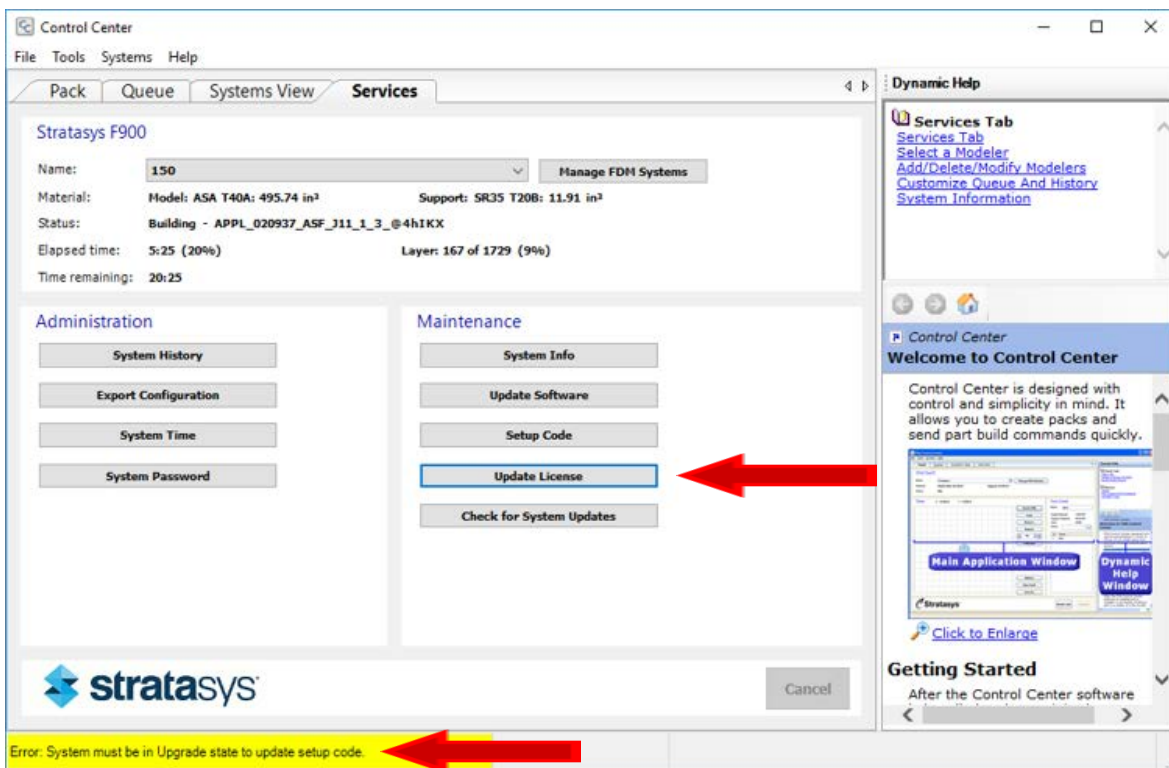 Control Center
File Tools Systems Help
Pack Queue Systems View Services
Stratasys F900
Name: 150 Manage FDM Systems
Material: Model: ASA T40A: 495.74 in³ Support: SR35 T20B: 11.91 in³
Status: Building - APPL_020937_ASF_J11_1_3_@4hIKX
Elapsed time: 5:25 (20%) Layer: 167 of 1729 (9%)
Time remaining: 20:25
Administration
System History
Export Configuration
System Time
System Password
Maintenance
System Info
Update Software
Setup Code
Update License
Check for System Updates
stratasys
Cancel
Error: System must be in Upgrade state to update setup code.
Dynamic Help
Services Tab
Services Tab
Select a Modeler
Add/Delete/Modify Modelers
Customize Queue And History
System Information
Control Center
Welcome to Control Center
Control Center is designed with
control and simplicity in mind. It
allows you to create packs and
send part build commands quickly.
Main Application Window
Dynamic
Help
Window
Stratasys
Click to Enlarge
Getting Started
After the Control Center software